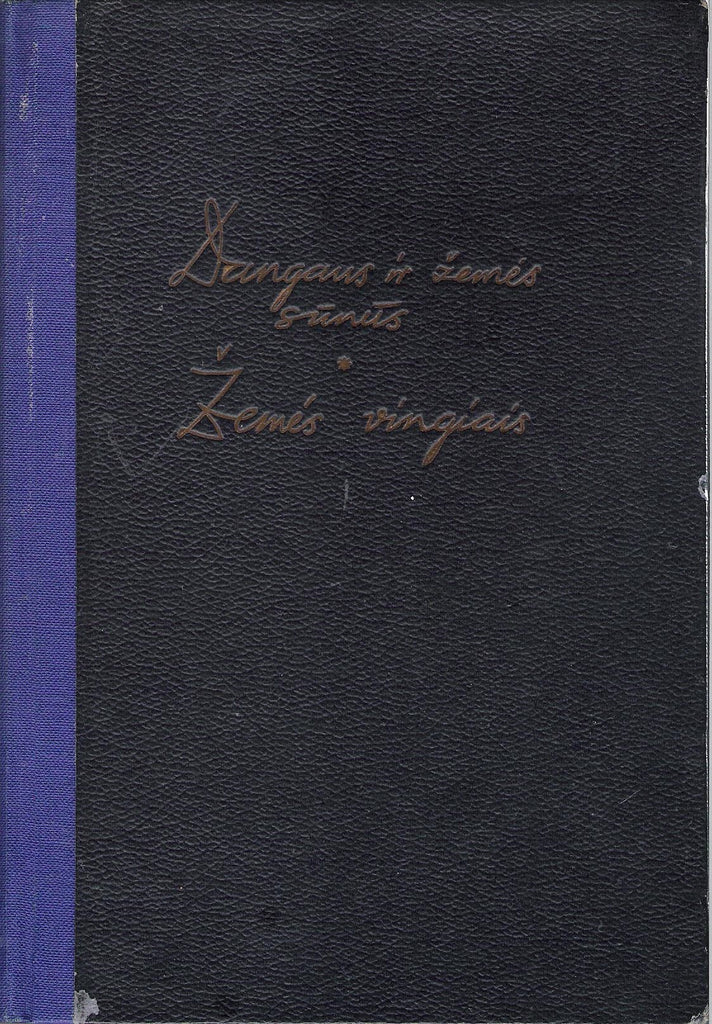 Dangaus ir žemės
sūnūs
*
Žemės vingiais